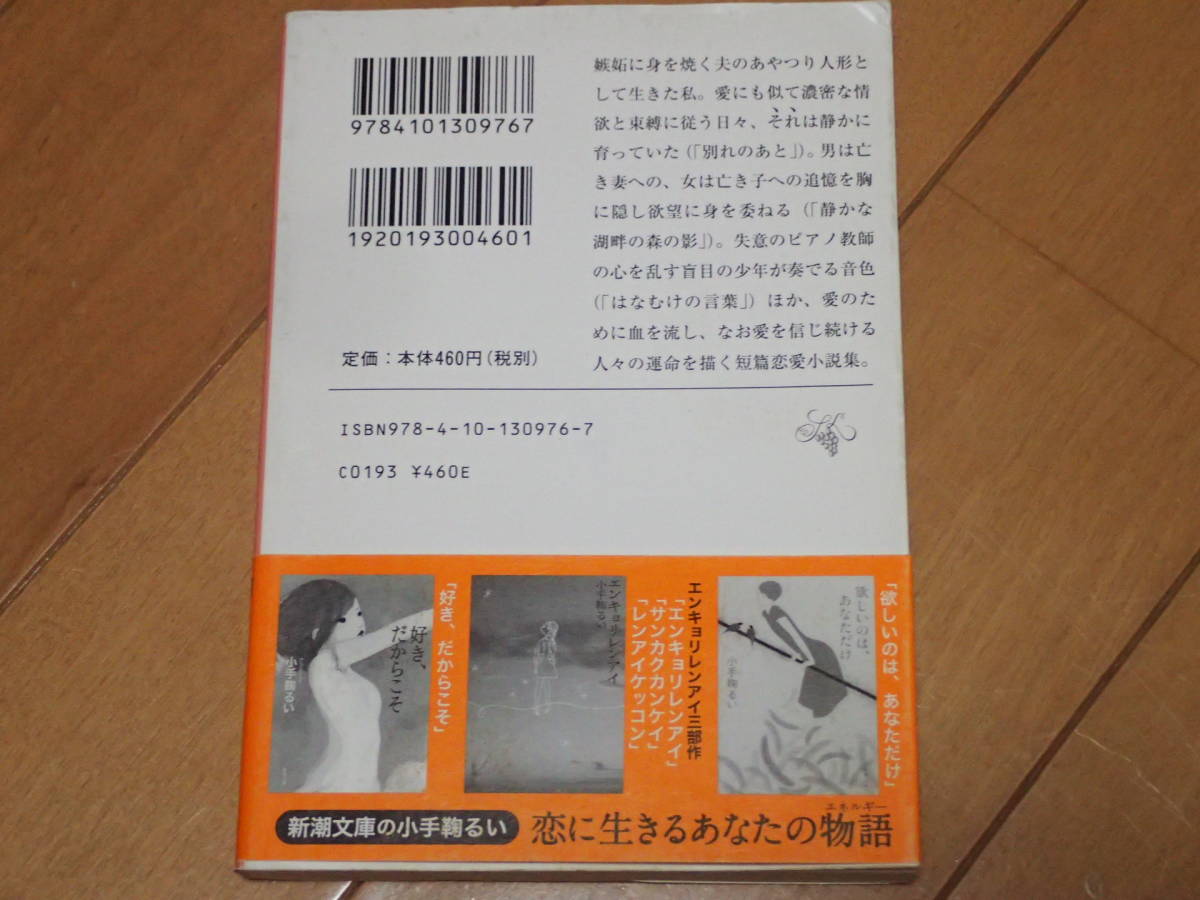 9784101309767
1920193004601
定価：本体460円（税別）
嫉妬に身を焼く夫のあやつり人形と
して生きた私。愛にも似て濃密な情
欲と束縛に従う日々、それは静かに
育っていた（「別れのあと」）。男は亡
き妻への、女は亡き子への追憶を胸
に隠し欲望に身を委ねる（「静かな
湖畔の森の影」）。失意のピアノ教師
の心を乱す盲目の少年が奏でる音色
（「はなむけの言葉」）ほか、愛のた
めに血を流し、なお愛を信じ続ける
人々の運命を描く短篇恋愛小説集。
ISBN978-4-10-130976-7
C0193 ¥460E
「欲しいのは、あなただけ」
欲しいのは、
あなただけ
小手鞠るい
エンキョリレンアイ三部作
「エンキョリレンアイ」
「サンカクカンケイ」
「レンアイケッコン」
エンキョリレンアイ
小手鞠るい
「好き、だからこそ」
好き、
だからこそ
小手鞠るい
新潮文庫の小手鞠るい
恋に生きるあなたの物語
エネルギー